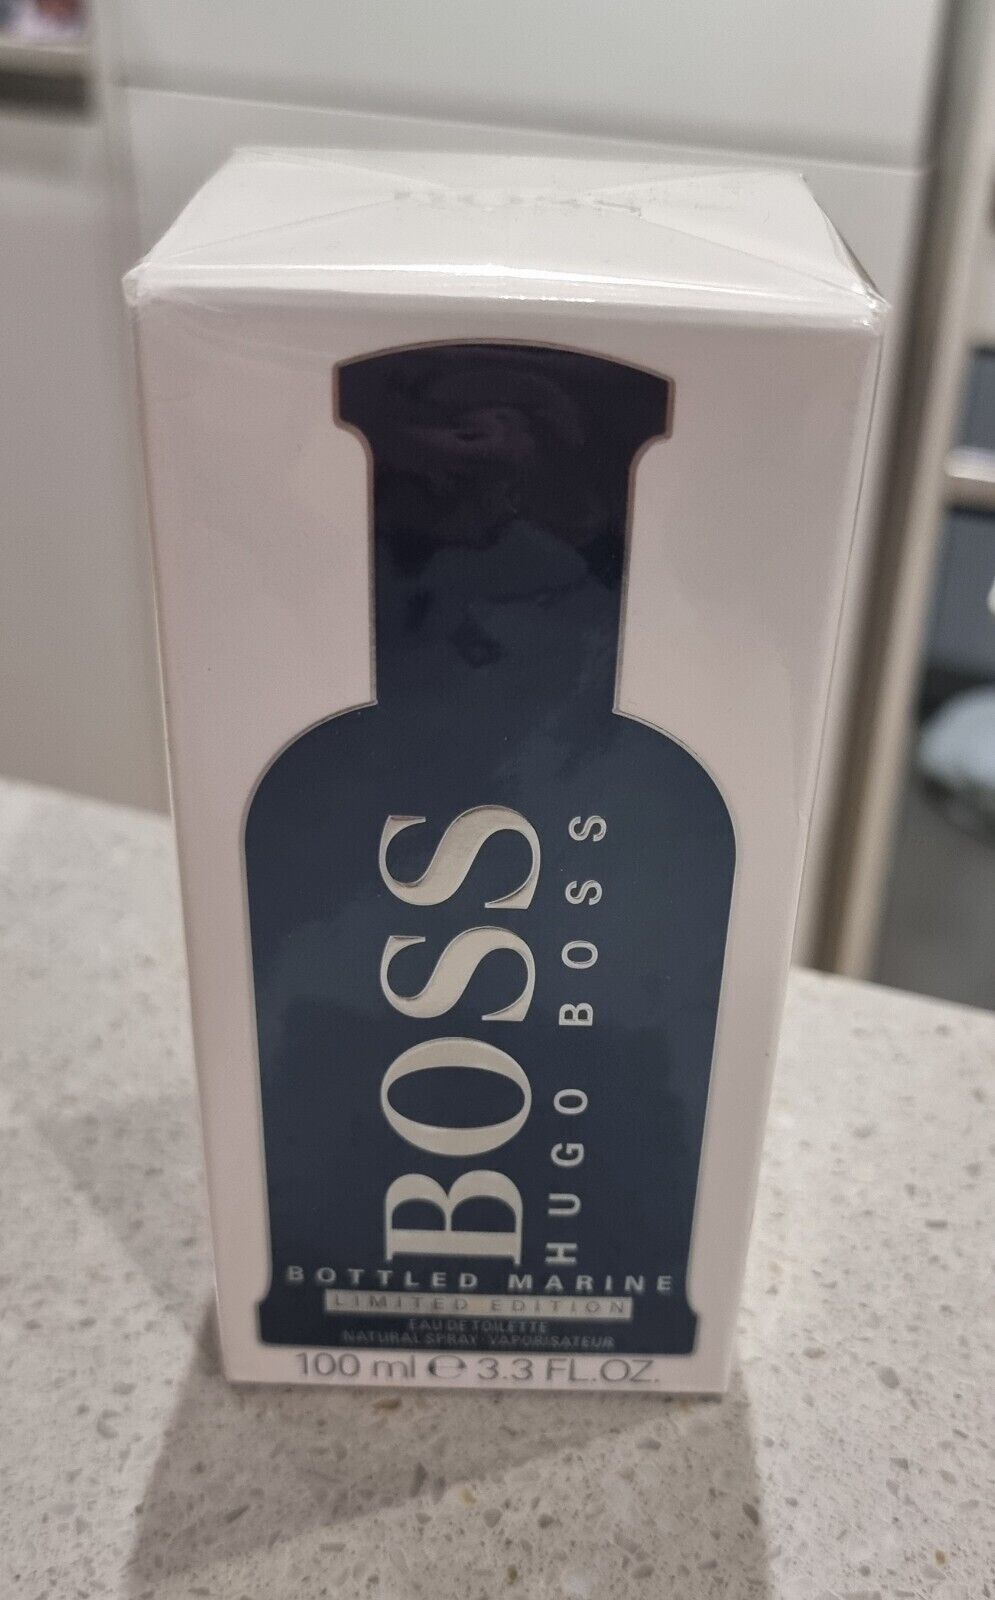 BOSS
HUGO BOSS
BOTTLED MARINE
LIMITED EDITION
EAU DE TOILETTE
NATURAL SPRAY · VAPORISATEUR
100 ml ℮ 3.3 FL.OZ.